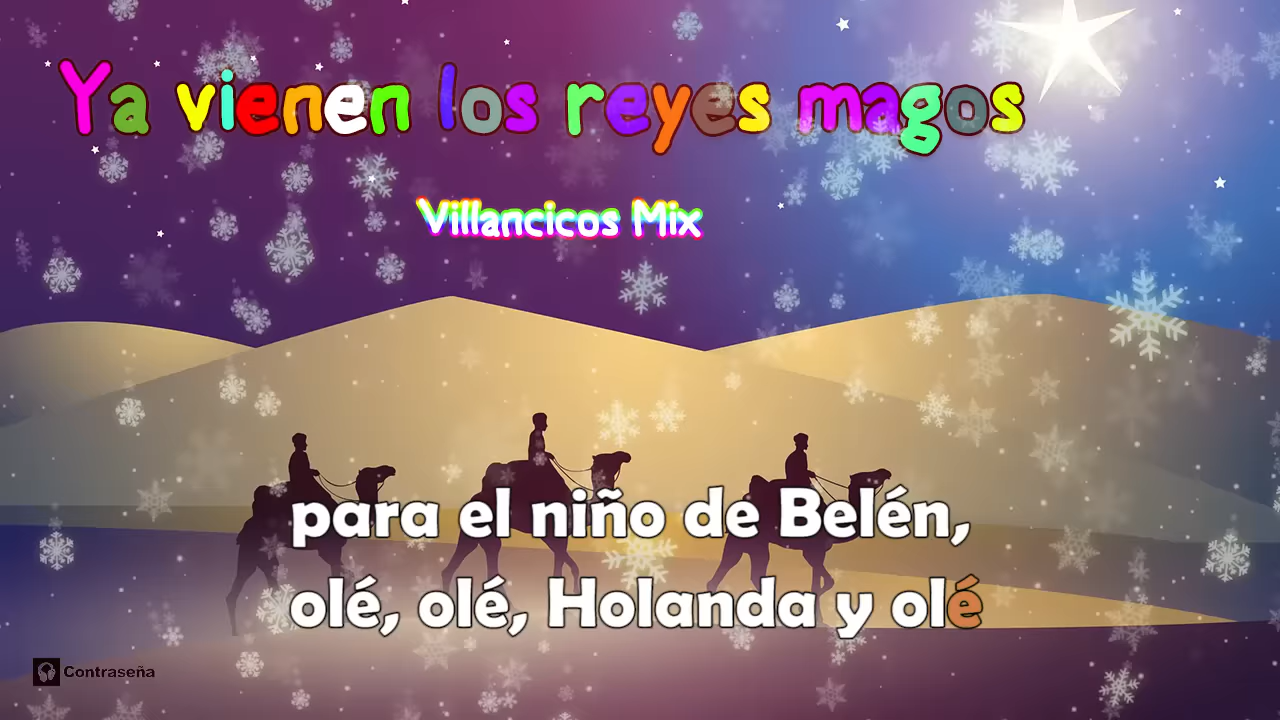 Ya vienen los reyes magos
Villancicos Mix
para el niño de Belén,
olé, olé, Holanda y olé
Contraseña